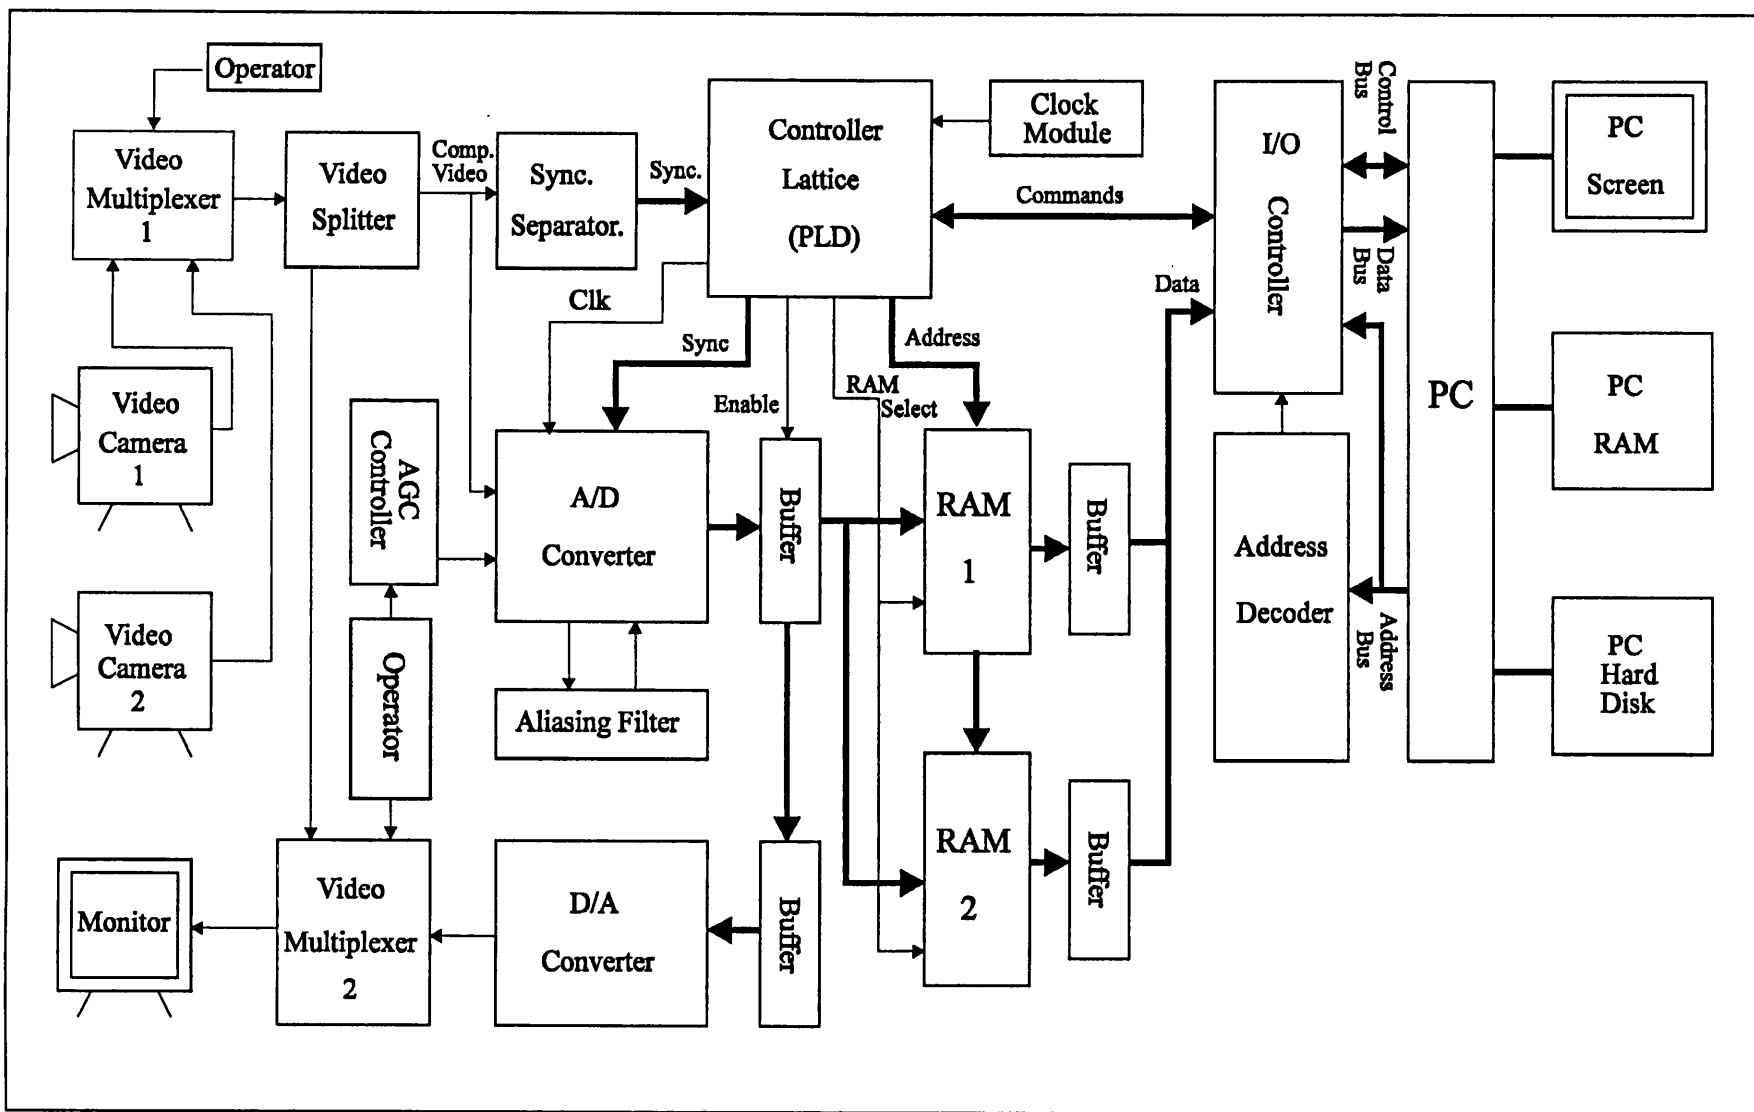 Operator
Video
Multiplexer
1
Video
Splitter
Comp.
Video
Sync.
Separator.
Sync.
Controller
Lattice
(PLD)
Clock
Module
Commands
I/O
Controller
Control
Bus
Data
Bus
PC
PC
Screen
Clk
Sync
Enable
RAM
Select
Address
Data
Video
Camera
1
AGC
Controller
A/D
Converter
Buffer
RAM
1
Buffer
Address
Decoder
Address
Bus
PC
RAM
Video
Camera
2
Operator
Aliasing Filter
PC
Hard
Disk
Monitor
Video
Multiplexer
2
D/A
Converter
Buffer
RAM
2
Buffer